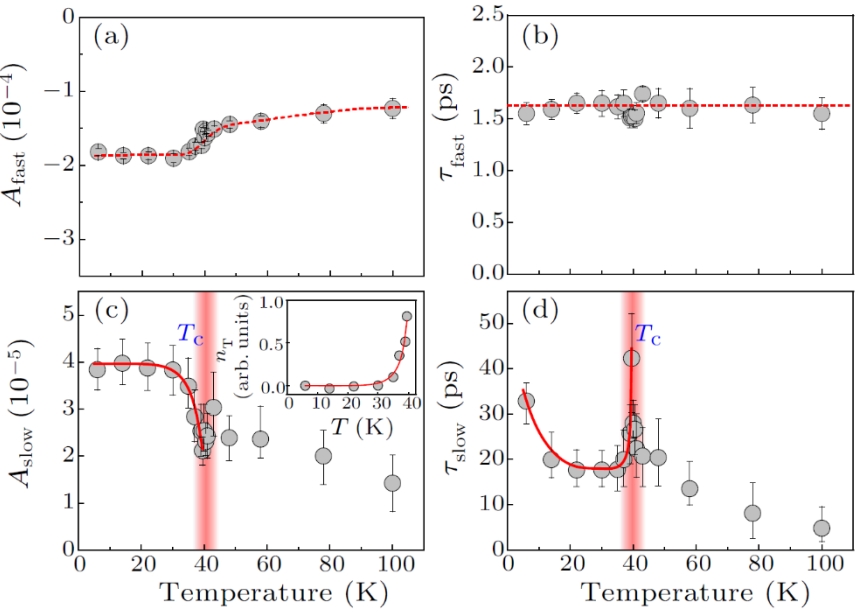 (a)
0
−1
−2
−3
A_fast (10^−4)
(b)
2.5
2.0
1.5
1.0
0.5
0.0
τ_fast (ps)
(c)
5
4
3
2
1
0
A_slow (10^−5)
T_c
0 20 40 60 80 100
Temperature (K)
1.0
0.5
0.0
n_T
(arb. units)
0 10 20 30 40
T (K)
(d)
50
40
30
20
10
0
τ_slow (ps)
T_c
0 20 40 60 80 100
Temperature (K)